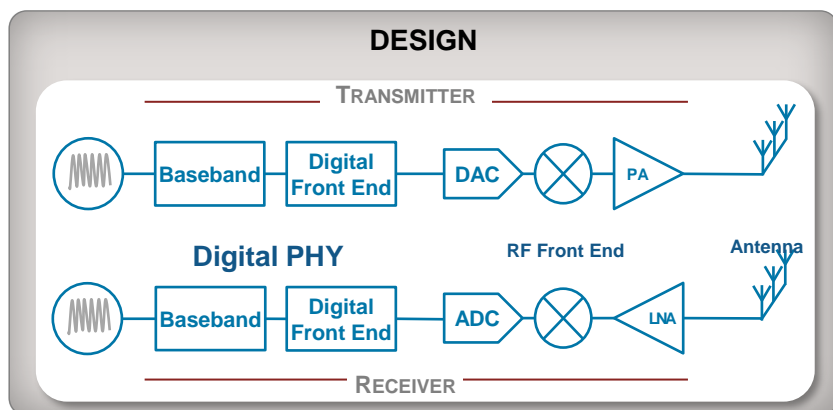 DESIGN
TRANSMITTER
Baseband
Digital
Front End
DAC
PA
Digital PHY
RF Front End
Antenna
Baseband
Digital
Front End
ADC
LNA
RECEIVER